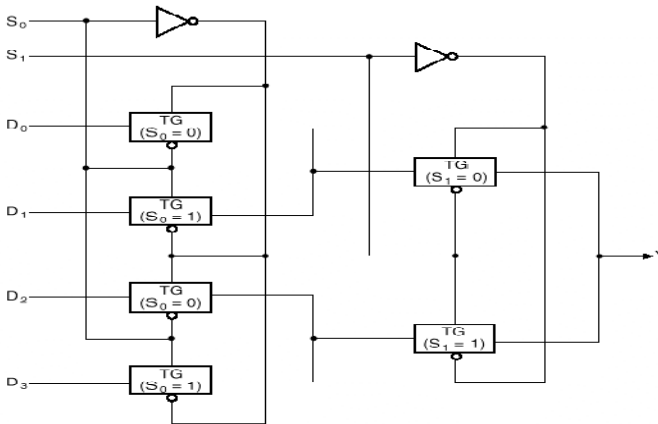 S₀
S₁
D₀
TG
(S₀ = 0)
TG
(S₁ = 0)
D₁
TG
(S₀ = 1)
D₂
TG
(S₀ = 0)
TG
(S₁ = 1)
D₃
TG
(S₀ = 1)